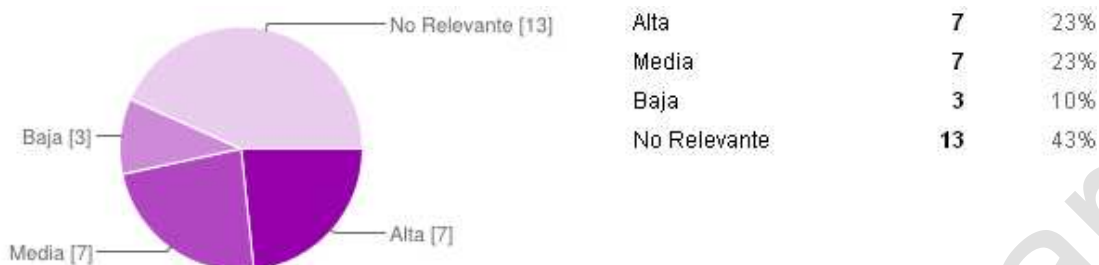 No Relevante [13]
Baja [3]
Media [7]
Alta [7]
Alta 7 23%
Media 7 23%
Baja 3 10%
No Relevante 13 43%